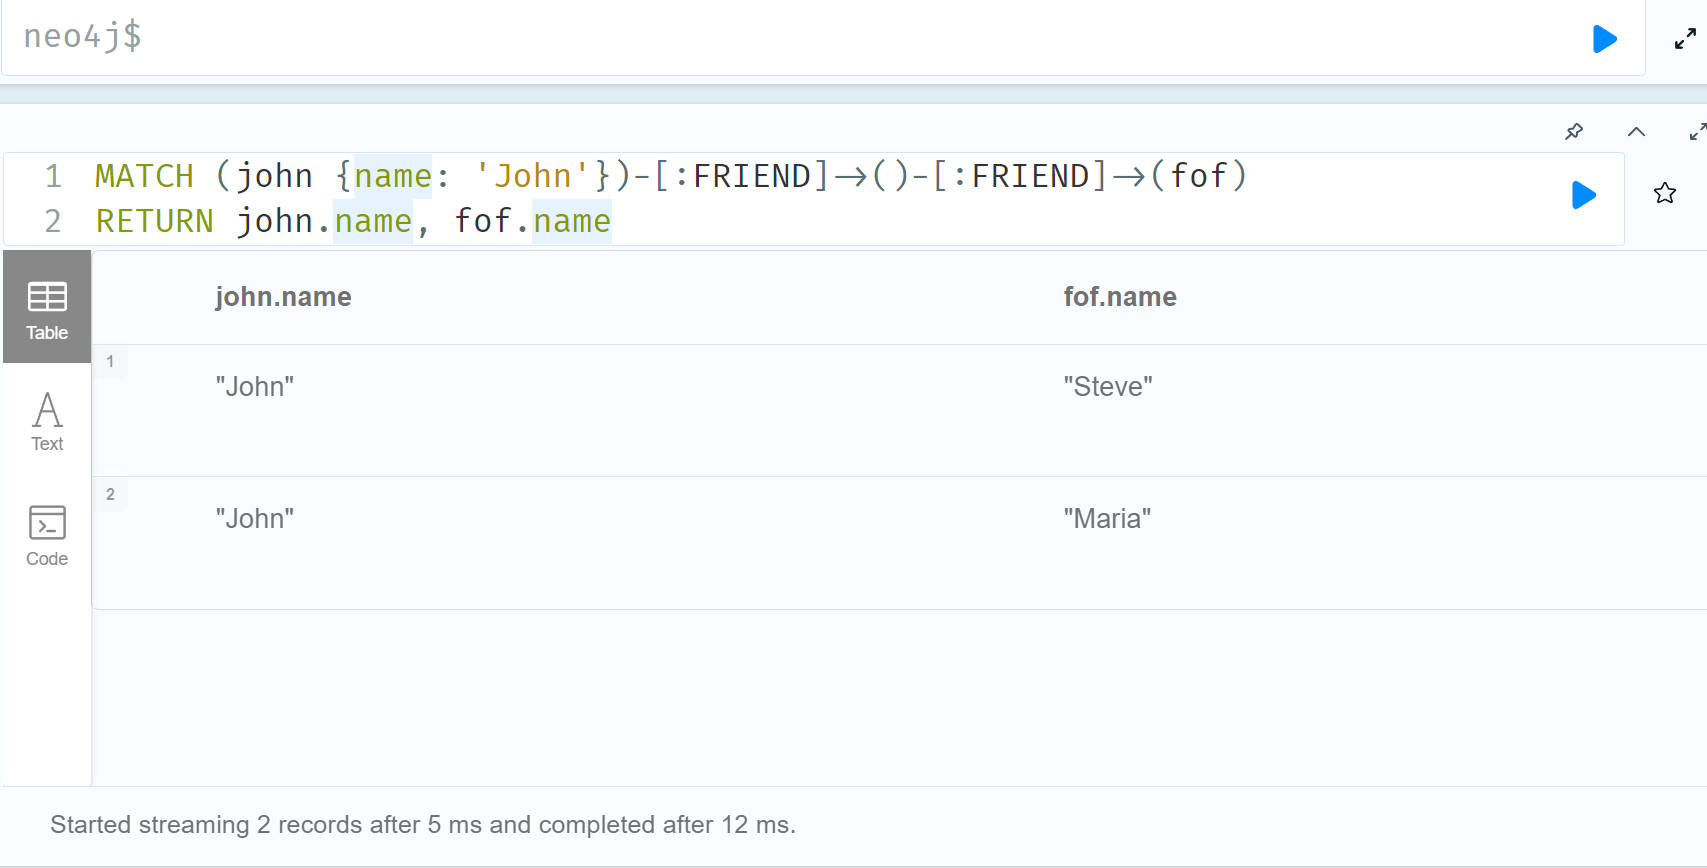 neo4j$
1 MATCH (john {name: 'John'})-[:FRIEND]→()-[:FRIEND]→(fof)
2 RETURN john.name, fof.name
Table
john.name fof.name
1
"John" "Steve"
Text
2
"John" "Maria"
Code
Started streaming 2 records after 5 ms and completed after 12 ms.